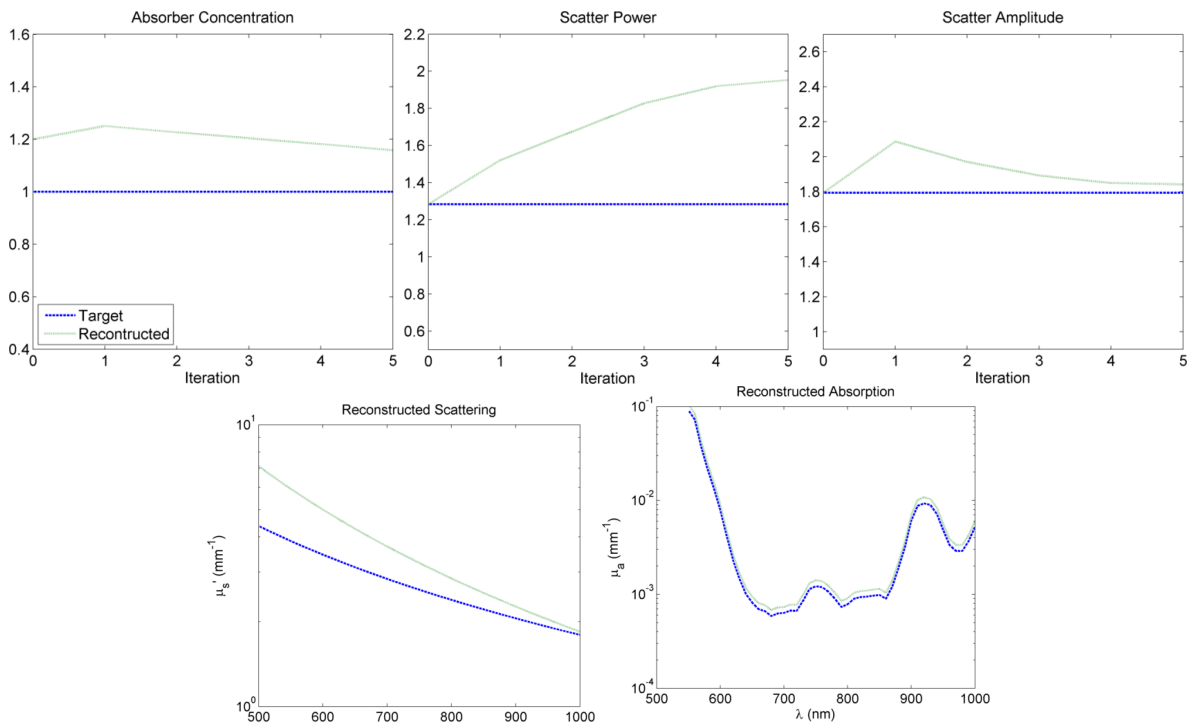 Absorber Concentration
1.6
1.4
1.2
1
0.8
0.6
0.4
Target
Recontructed
0 1 2 3 4 5
Iteration
Scatter Power
2.2
2
1.8
1.6
1.4
1.2
1
0.8
0.6
0 1 2 3 4 5
Iteration
Scatter Amplitude
2.6
2.4
2.2
2
1.8
1.6
1.4
1.2
1
0 1 2 3 4 5
Iteration
Reconstructed Scattering
10¹
μs' (mm⁻¹)
10⁰
500 600 700 800 900 1000
Reconstructed Absorption
10⁻¹
10⁻²
μa (mm⁻¹)
10⁻³
10⁻⁴
500 600 700 800 900 1000
λ (nm)